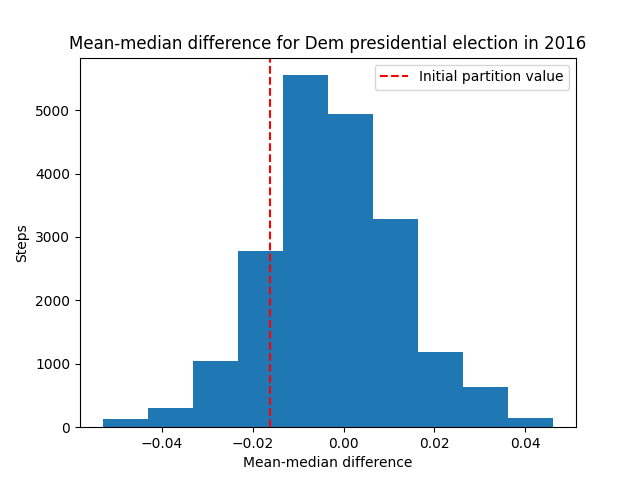 Mean-median difference for Dem presidential election in 2016
Initial partition value
Steps
5000
4000
3000
2000
1000
0
−0.04 −0.02 0.00 0.02 0.04
Mean-median difference